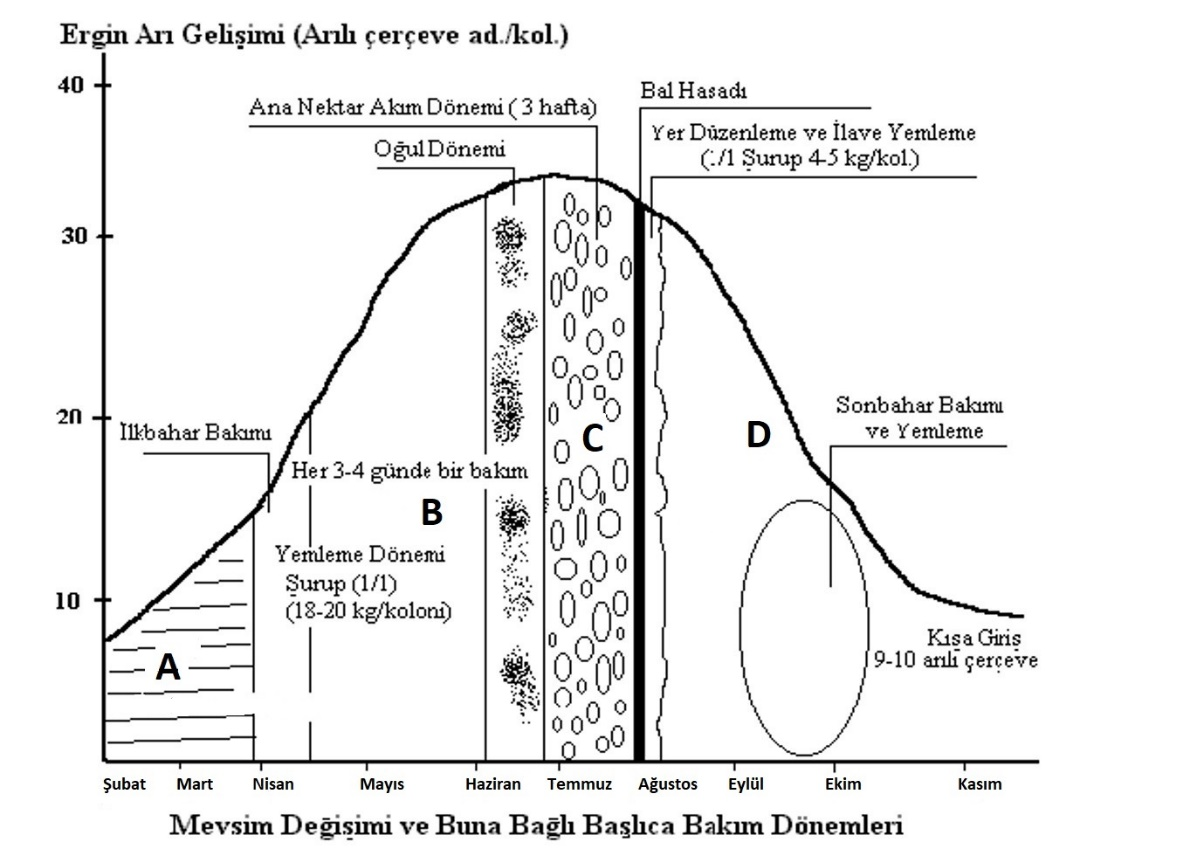 Ergin Arı Gelişimi (Arılı çerçeve ad./kol.)
40
30
20
10
Bal Hasadı
Ana Nektar Akım Dönemi ( 3 hafta)
Yer Düzenleme ve İlave Yemleme
(1/1 Şurup 4-5 kg/kol.)
Oğul Dönemi
İlkbahar Bakımı
Her 3-4 günde bir bakım
Sonbahar Bakımı
ve Yemleme
A
B
C
D
Yemleme Dönemi
Şurup (1/1)
(18-20 kg/koloni)
Kışa Giriş
9-10 arılı çerçeve
Şubat Mart Nisan Mayıs Haziran Temmuz Ağustos Eylül Ekim Kasım
Mevsim Değişimi ve Buna Bağlı Başlıca Bakım Dönemleri